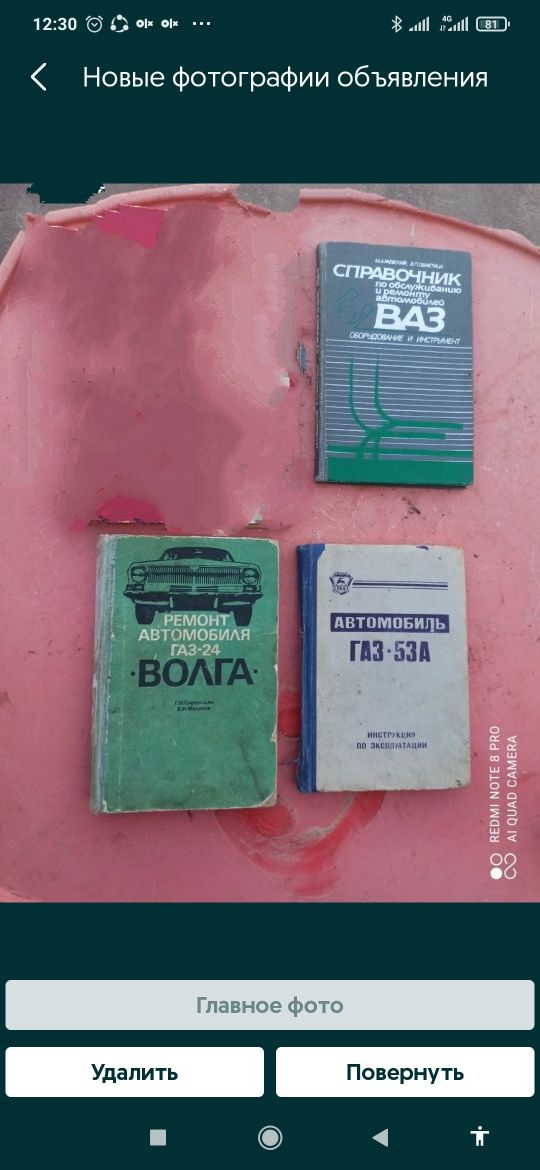 12:30
4G
81
Новые фотографии объявления
СПРАВОЧНИК
по обслуживанию
и ремонту
автомобилей
ВАЗ
ОБОРУДОВАНИЕ И ИНСТРУМЕНТ
РЕМОНТ
АВТОМОБИЛЯ
ГАЗ-24
·ВОЛГА·
АВТОМОБИЛЬ
ГАЗ·53А
ИНСТРУКЦИЯ
ПО ЭКСПЛУАТАЦИИ
REDMI NOTE 8 PRO
AI QUAD CAMERA
Главное фото
Удалить
Повернуть